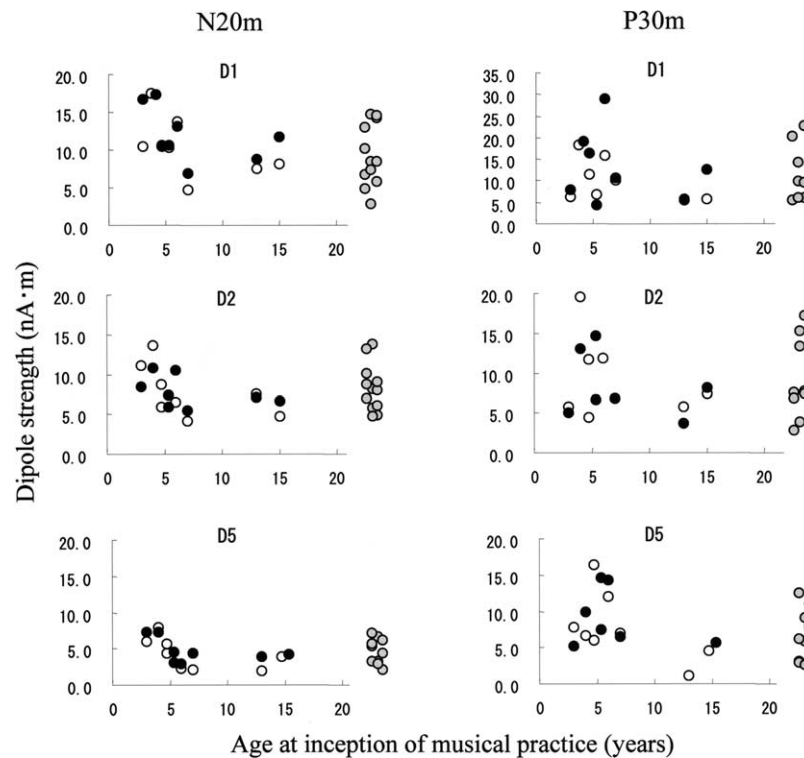 N20m P30m
D1 D1
20.0 35.0
15.0 30.0
10.0 25.0
5.0 20.0
0.0 15.0
10.0
5.0
0.0
0 5 10 15 20 0 5 10 15 20
D2 D2
20.0 20.0
15.0 15.0
10.0 10.0
5.0 5.0
0.0 0.0
0 5 10 15 20 0 5 10 15 20
D5 D5
20.0 20.0
15.0 15.0
10.0 10.0
5.0 5.0
0.0 0.0
0 5 10 15 20 0 5 10 15 20
Dipole strength (nA·m)
Age at inception of musical practice (years)